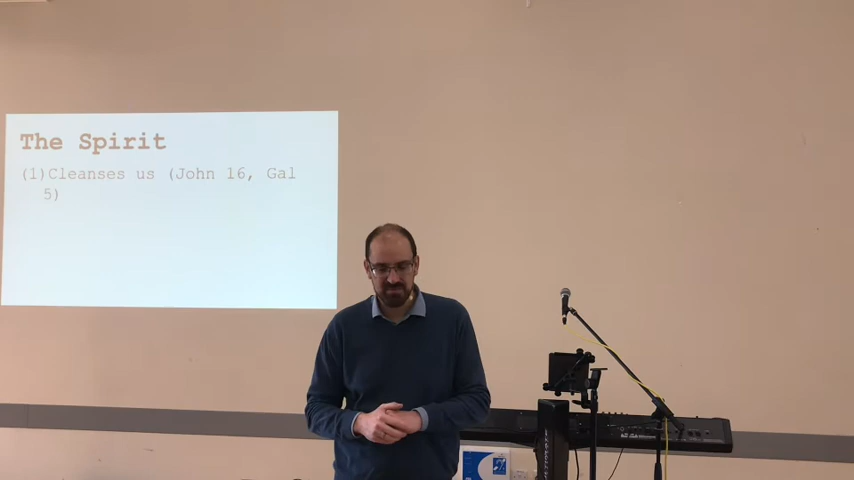 The Spirit
(1)Cleanses us (John 16, Gal
5)